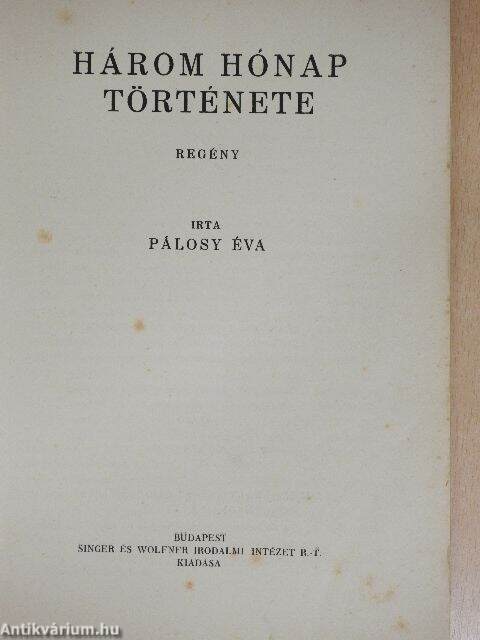 HÁROM HÓNAP
TÖRTÉNETE
REGÉNY
IRTA
PÁLOSY ÉVA
BUDAPEST
SINGER ÉS WOLFNER IRODALMI INTÉZET R.-T.
KIADÁSA
Antikvárium.hu